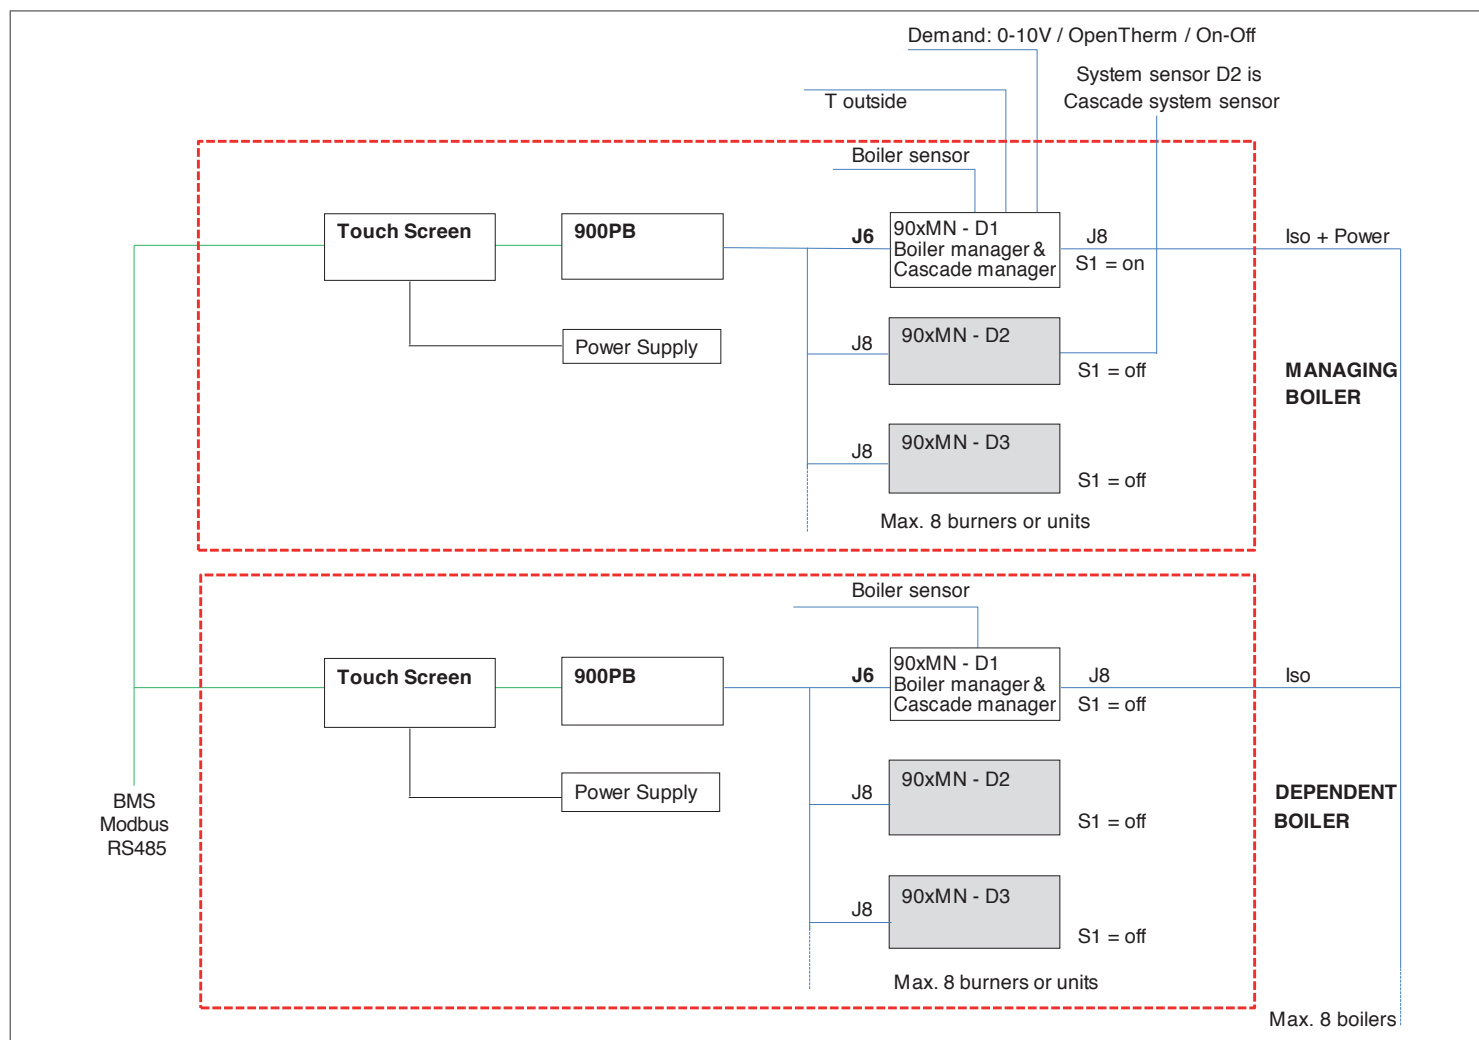 Demand: 0-10V / OpenTherm / On-Off
System sensor D2 is
Cascade system sensor
T outside
Boiler sensor
Touch Screen
900PB
J6
90xMN - D1
Boiler manager &
Cascade manager
J8
S1 = on
Iso + Power
Power Supply
J8
90xMN - D2
S1 = off
MANAGING
BOILER
J8
90xMN - D3
S1 = off
Max. 8 burners or units
Boiler sensor
Touch Screen
900PB
J6
90xMN - D1
Boiler manager &
Cascade manager
J8
S1 = off
Iso
Power Supply
J8
90xMN - D2
S1 = off
DEPENDENT
BOILER
BMS
Modbus
RS485
J8
90xMN - D3
S1 = off
Max. 8 burners or units
Max. 8 boilers